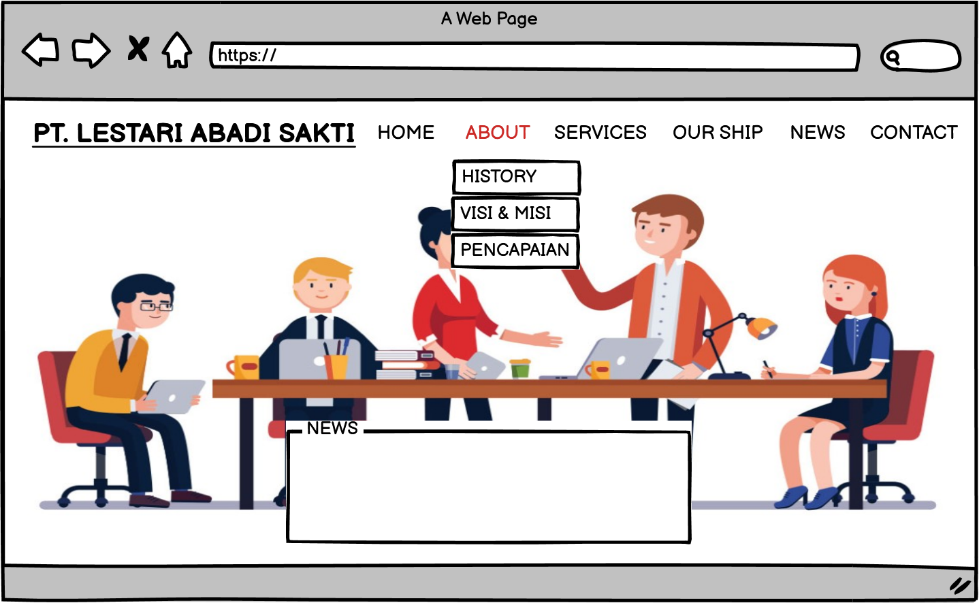 A Web Page
https://
PT. LESTARI ABADI SAKTI HOME ABOUT SERVICES OUR SHIP NEWS CONTACT
HISTORY
VISI & MISI
PENCAPAIAN
NEWS